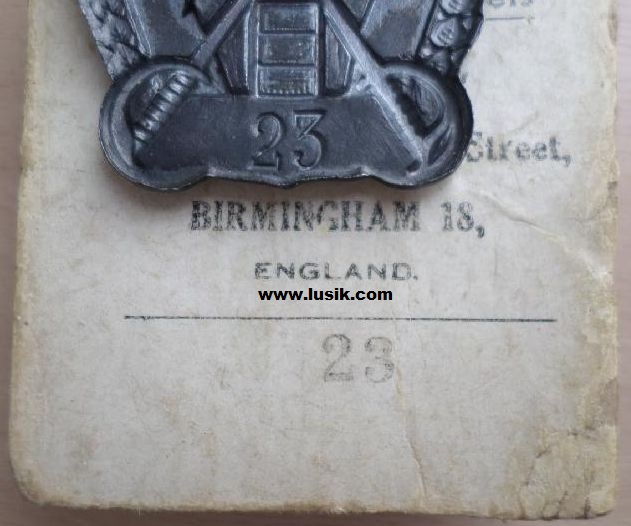 Street,
23
BIRMINGHAM 18,
ENGLAND.
www.lusik.com
23